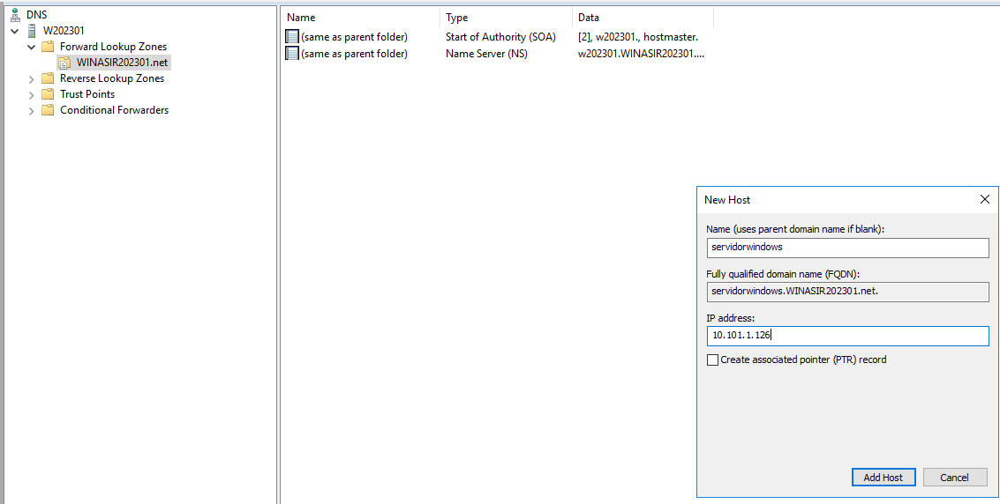 DNS
W202301
Forward Lookup Zones
WINASIR202301.net
Reverse Lookup Zones
Trust Points
Conditional Forwarders
Name Type Data
(same as parent folder) Start of Authority (SOA) [2], w202301., hostmaster.
(same as parent folder) Name Server (NS) w202301.WINASIR202301....
New Host
Name (uses parent domain name if blank):
servidorwindows
Fully qualified domain name (FQDN):
servidorwindows.WINASIR202301.net.
IP address:
10.101.1.126
Create associated pointer (PTR) record
Add Host Cancel